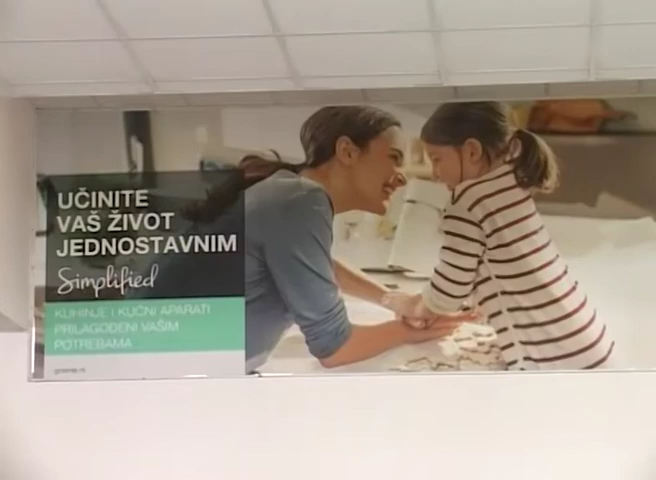 UČINITE
VAŠ ŽIVOT
JEDNOSTAVNIM
Simplified
KUHINJE I KUĆNI APARATI
PRILAGOĐENI VAŠIM
POTREBAMA